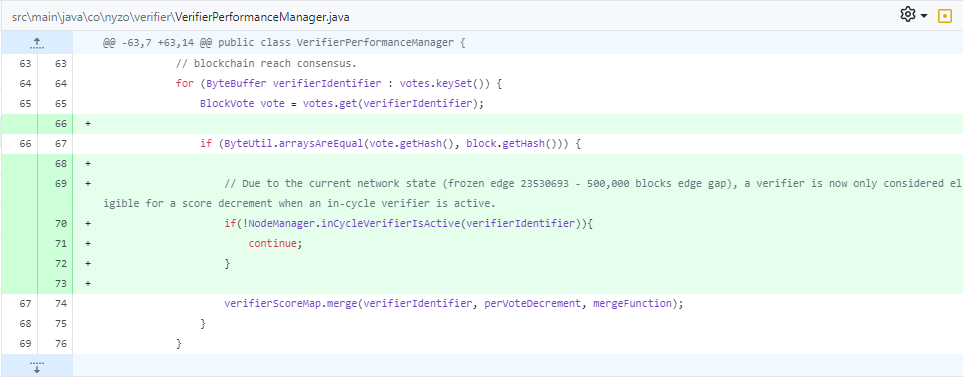 src\main\java\co\nyzo\verifier\VerifierPerformanceManager.java
@@ -63,7 +63,14 @@ public class VerifierPerformanceManager {
63 63 // blockchain reach consensus.
64 64 for (ByteBuffer verifierIdentifier : votes.keySet()) {
65 65 BlockVote vote = votes.get(verifierIdentifier);
66 +
66 67 if (ByteUtil.arraysAreEqual(vote.getHash(), block.getHash())) {
68 +
69 + // Due to the current network state (frozen edge 23530693 - 500,000 blocks edge gap), a verifier is now only considered el
igible for a score decrement when an in-cycle verifier is active.
70 + if(!NodeManager.inCycleVerifierIsActive(verifierIdentifier)){
71 + continue;
72 + }
73 +
67 74 verifierScoreMap.merge(verifierIdentifier, perVoteDecrement, mergeFunction);
68 75 }
69 76 }